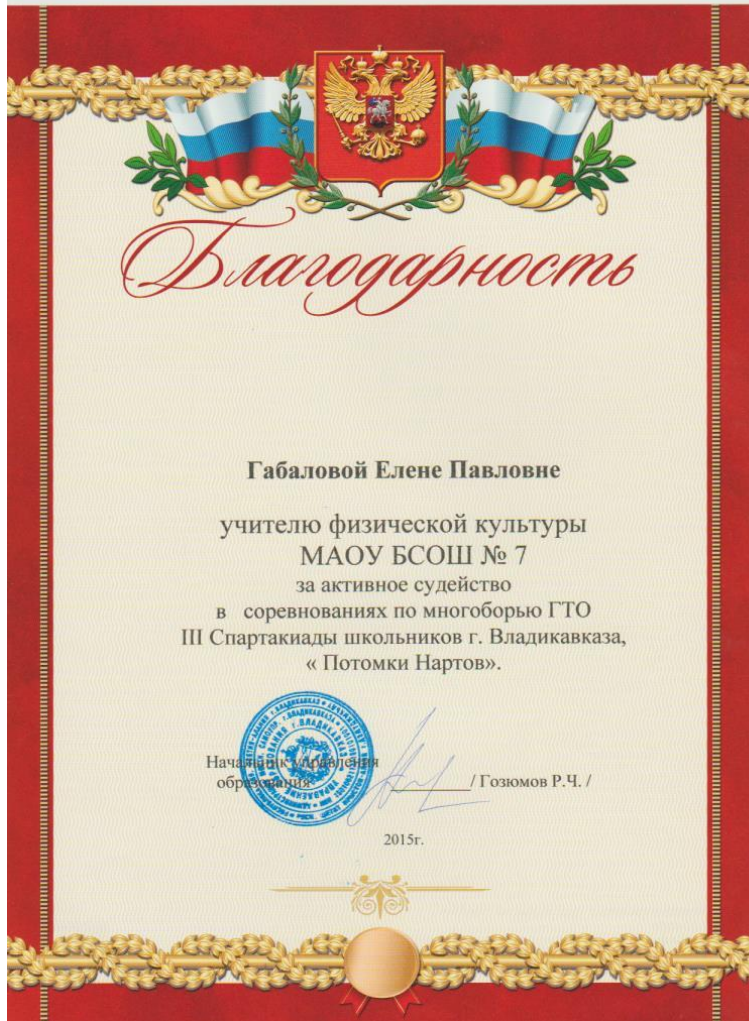 Благодарность
Габаловой Елене Павловне
учителю физической культуры
МАОУ БСОШ № 7
за активное судейство
в соревнованиях по многоборью ГТО
III Спартакиады школьников г. Владикавказа,
« Потомки Нартов».
Начальник управления
образования ________/ Гозюмов Р.Ч. /
2015г.